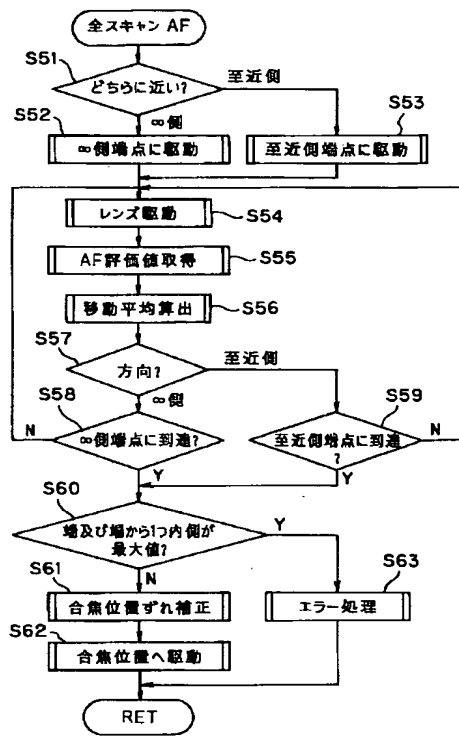 全スキャン AF
S51
どちらに近い?
至近側
∞側
S52
∞側端点に駆動
S53
至近側端点に駆動
レンズ駆動
S54
AF評価値取得
S55
移動平均算出
S56
S57
方向?
至近側
∞側
S58
∞側端点に到達?
N
Y
S59
至近側端点に到達
?
N
Y
S60
端及び端から1つ内側が
最大値?
Y
N
S61
合焦位置ずれ補正
S63
エラー処理
S62
合焦位置へ駆動
RET